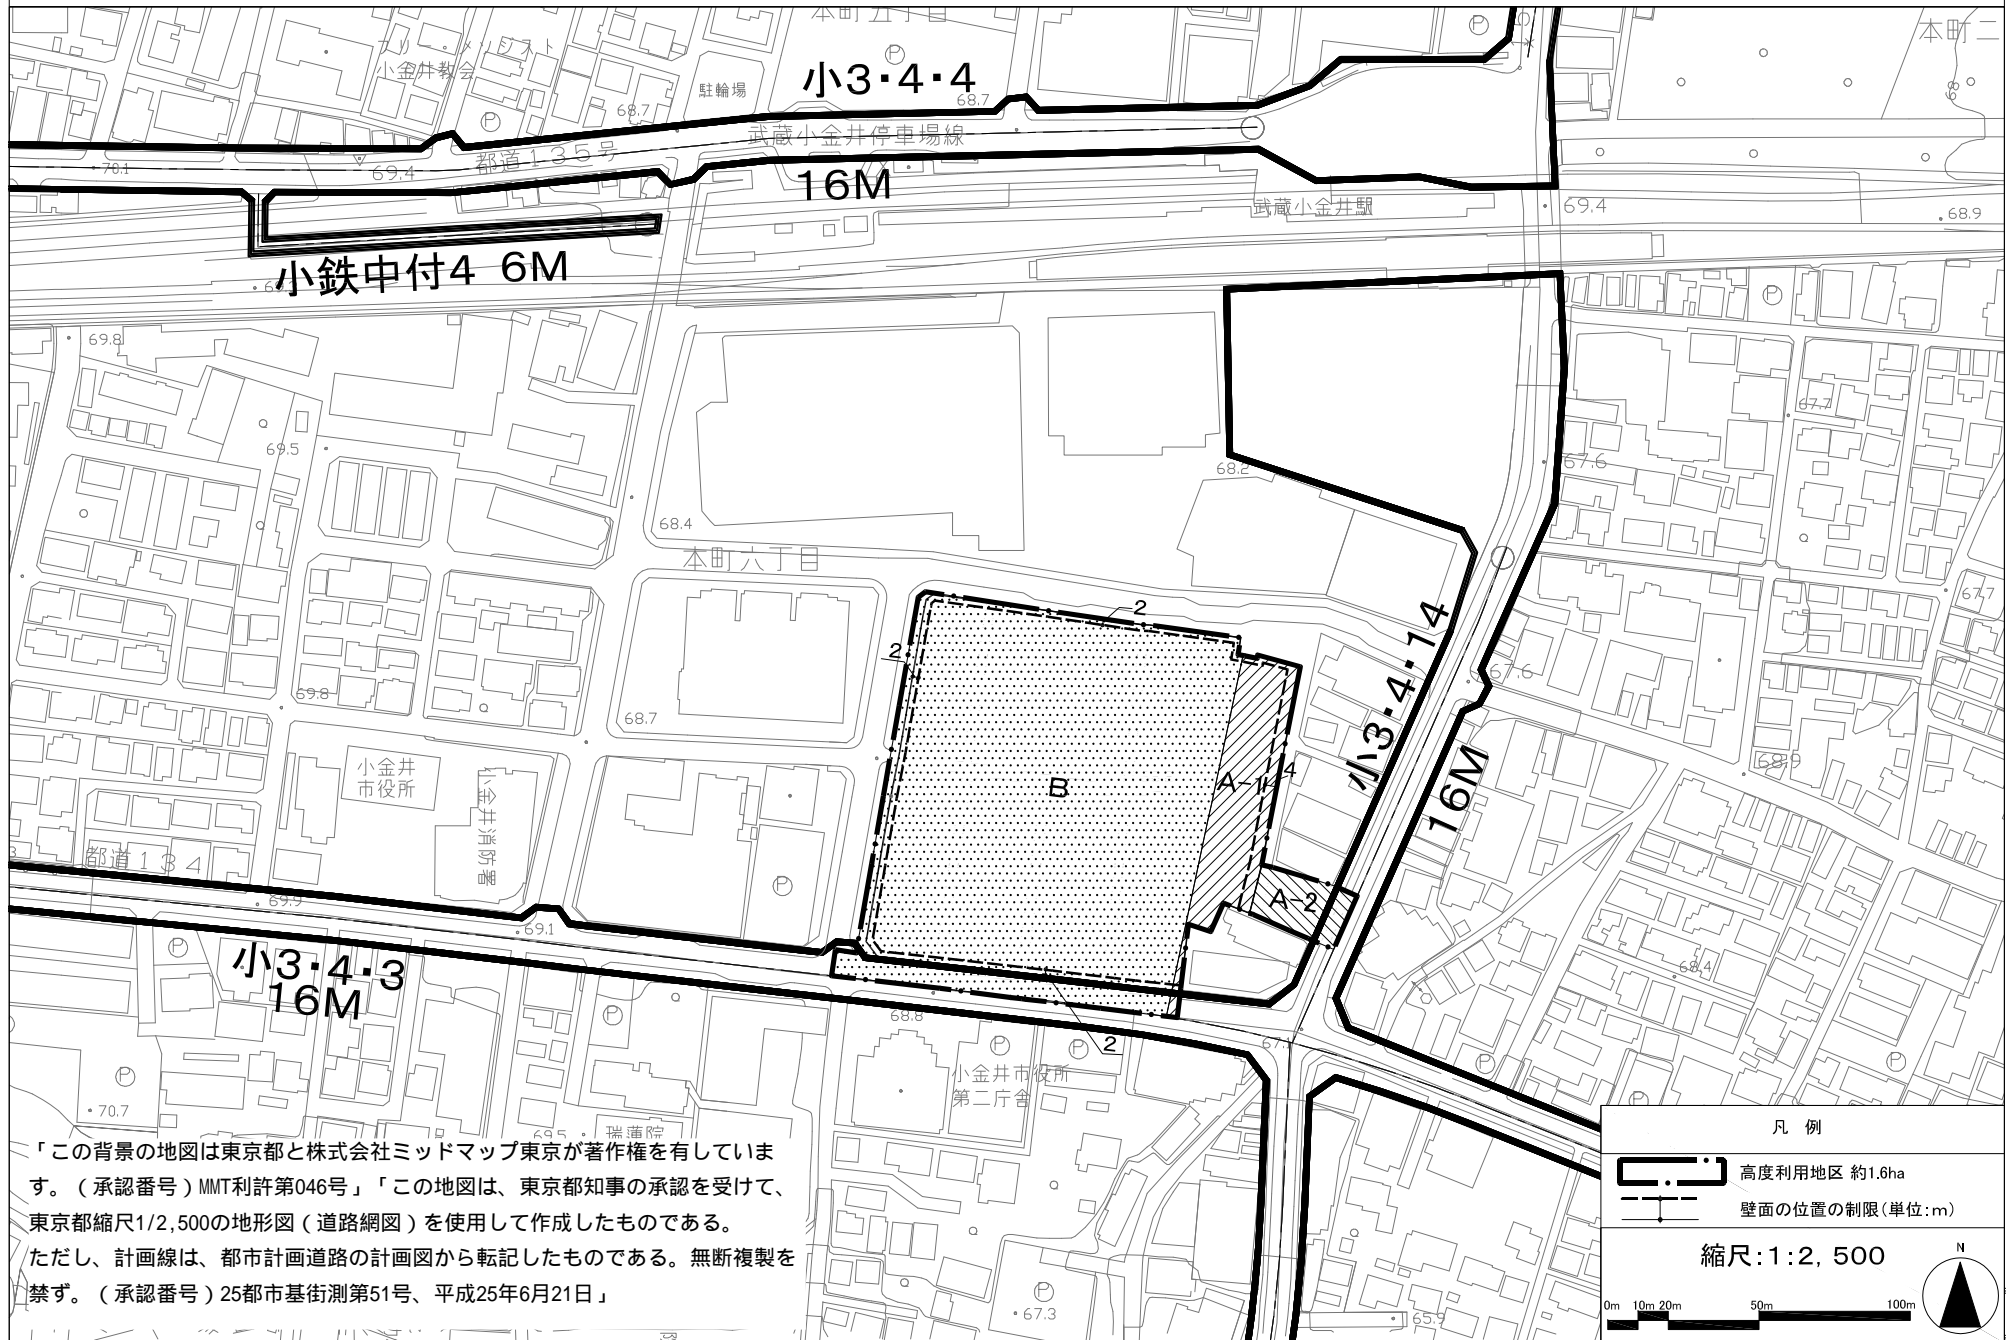 本町五丁目
本町二
小金井教会
駐輪場
小3・4・4
68.7
68.7
武蔵小金井停車場線
都道135号
70.1
69.4
16M
武蔵小金井駅
69.4
68.9
小鉄中付4 6M
69.8
67.7
69.5
68.2
67.6
68.4
本町六丁目
67.7
2
2
小3・4・14
67.6
69.8
68.7
小金井
市役所
小金井消防署
B
A-1
4
16M
68.9
都道134
69.9
A-2
69.1
小3・4・3
16M
68.4
68.8
2
67.1
小金井市役所
第二庁舎
70.7
69.5
瑞蓮院
67.3
65.9
「この背景の地図は東京都と株式会社ミッドマップ東京が著作権を有していま
す。（承認番号）MMT利許第046号」「この地図は、東京都知事の承認を受けて、
東京都縮尺1/2,500の地形図（道路網図）を使用して作成したものである。
ただし、計画線は、都市計画道路の計画図から転記したものである。無断複製を
禁ず。（承認番号）25都市基街測第51号、平成25年6月21日」
凡 例
高度利用地区 約1.6ha
壁面の位置の制限（単位：m）
縮尺：1：2,500
N
0m 10m 20m 50m 100m